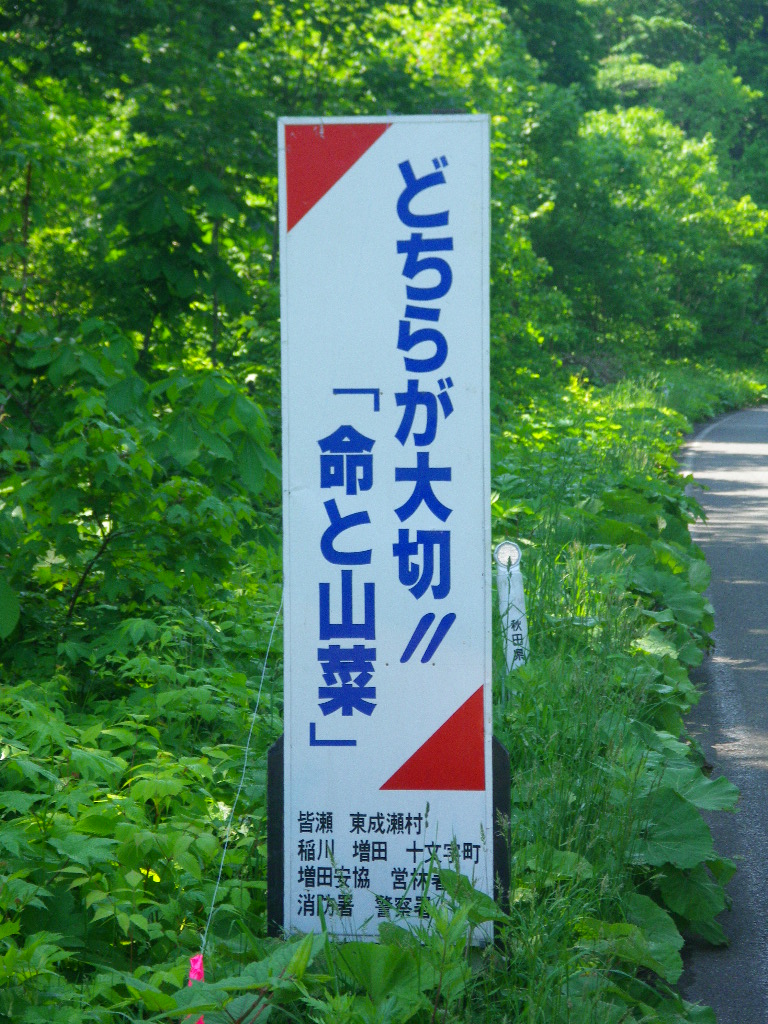 どちらが大切〃
「命と山菜」
皆瀬 東成瀬村
稲川 増田 十文字町
増田安協 営林署
消防署 警察署
秋田県